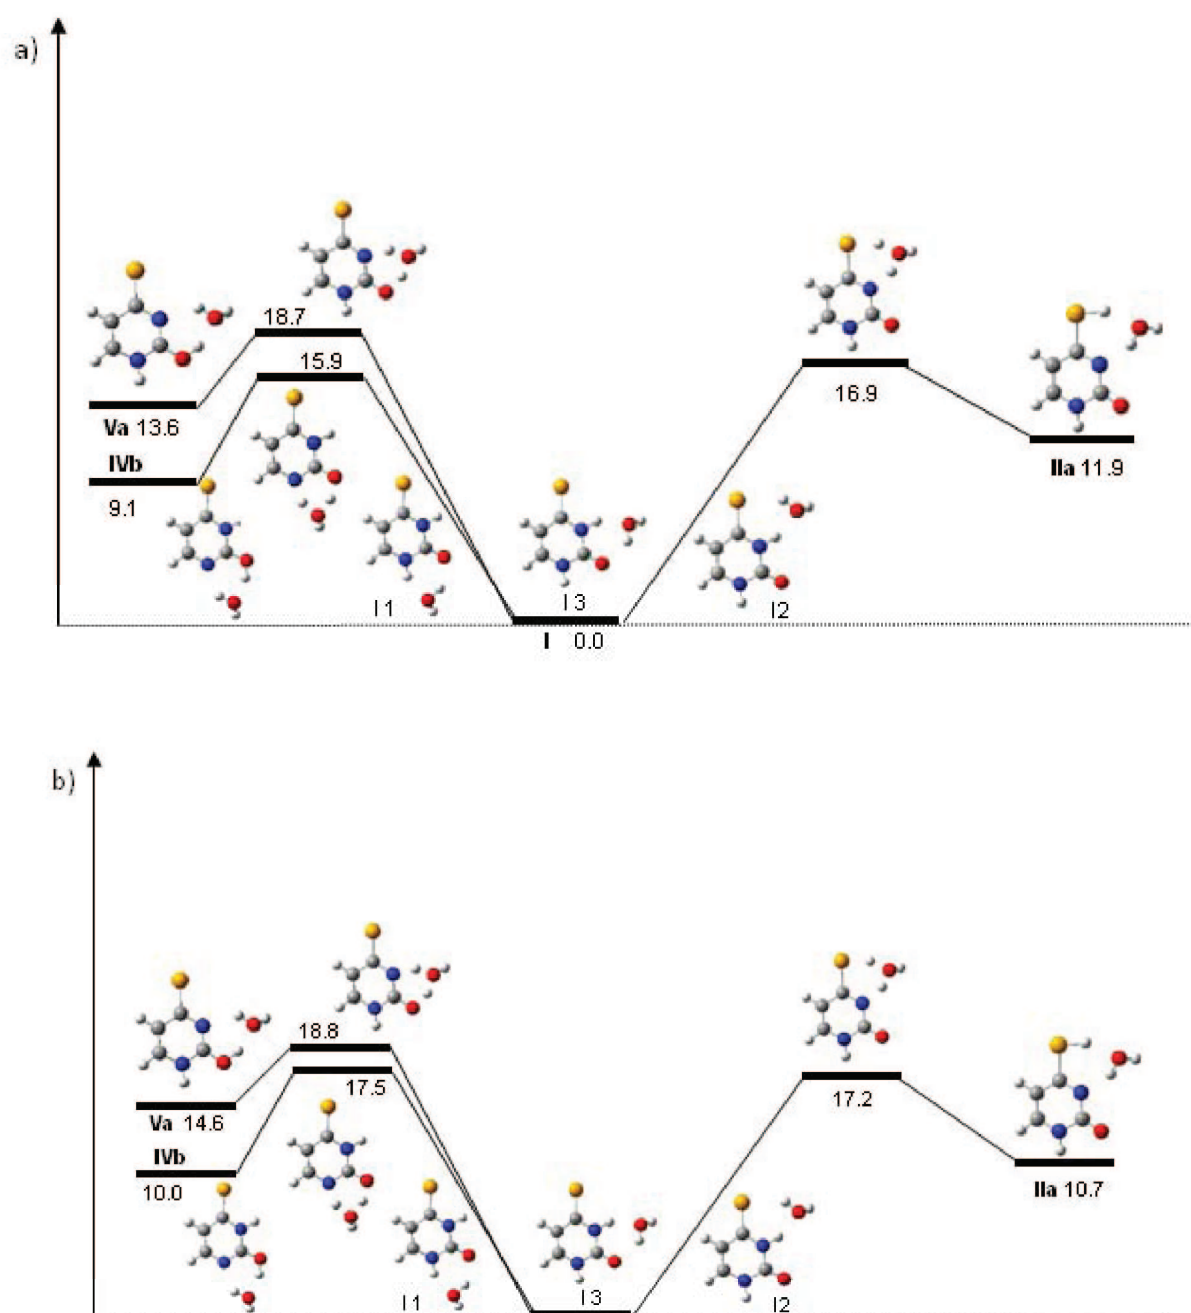 a)
18.7
15.9
Va 13.6
IVb
9.1
16.9
IIa 11.9
I1
I3
I2
I 0.0
b)
18.8
17.5
Va 14.6
IVb
10.0
17.2
IIa 10.7
I1
I3
I2